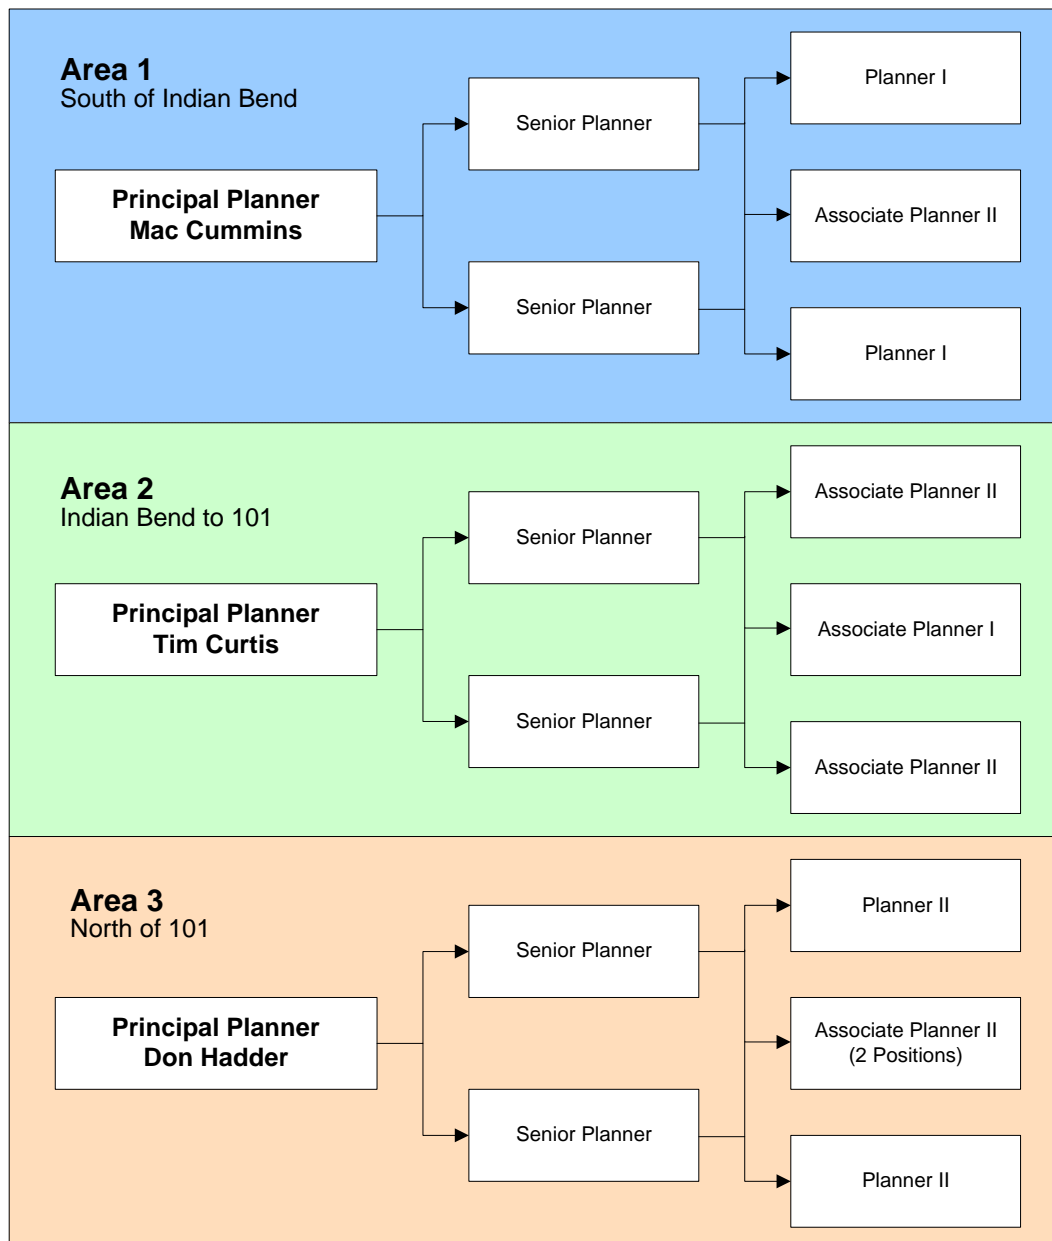 Area 1
South of Indian Bend
Principal Planner
Mac Cummins
Senior Planner
Senior Planner
Planner I
Associate Planner II
Planner I
Area 2
Indian Bend to 101
Principal Planner
Tim Curtis
Senior Planner
Senior Planner
Associate Planner II
Associate Planner I
Associate Planner II
Area 3
North of 101
Principal Planner
Don Hadder
Senior Planner
Senior Planner
Planner II
Associate Planner II
(2 Positions)
Planner II